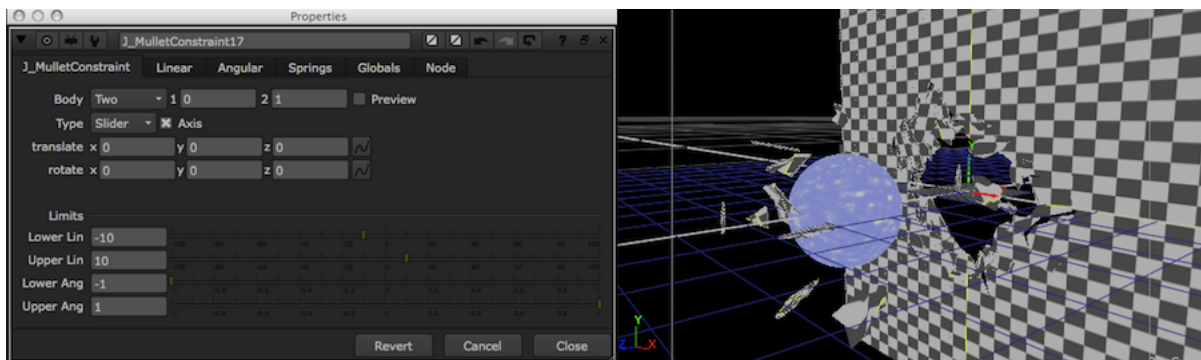 Properties
J_MulletConstraint17
J_MulletConstraint Linear Angular Springs Globals Node
Body Two 1 0 2 1 Preview
Type Slider Axis
translate x 0 y 0 z 0
rotate x 0 y 0 z 0
Limits
Lower Lin -10
Upper Lin 10
Lower Ang -1
Upper Ang 1
Revert Cancel Close
Y
Y
Z X